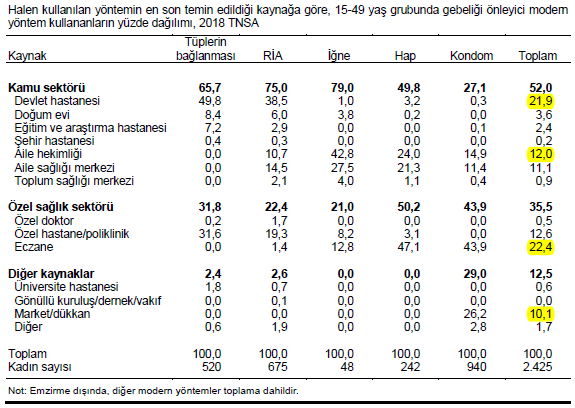 Halen kullanılan yöntemin en son temin edildiği kaynağa göre, 15-49 yaş grubunda gebeliği önleyici modern
yöntem kullananların yüzde dağılımı, 2018 TNSA
Kaynak Tüplerin bağlanması RİA İğne Hap Kondom Toplam
Kamu sektörü 65,7 75,0 79,0 49,8 27,1 52,0
Devlet hastanesi 49,8 38,5 1,0 3,2 0,3 21,9
Doğum evi 8,4 6,0 3,8 0,2 0,0 3,6
Eğitim ve araştırma hastanesi 7,2 2,9 0,0 0,0 0,1 2,4
Şehir hastanesi 0,4 0,3 0,0 0,0 0,0 0,2
Aile hekimliği 0,0 10,7 42,8 24,0 14,9 12,0
Aile sağlığı merkezi 0,0 14,5 27,5 21,3 11,4 11,1
Toplum sağlığı merkezi 0,0 2,1 4,0 1,1 0,4 0,9
Özel sağlık sektörü 31,8 22,4 21,0 50,2 43,9 35,5
Özel doktor 0,2 1,7 0,0 0,0 0,0 0,5
Özel hastane/poliklinik 31,6 19,3 8,2 3,1 0,0 12,6
Eczane 0,0 1,4 12,8 47,1 43,9 22,4
Diğer kaynaklar 2,4 2,6 0,0 0,0 29,0 12,5
Üniversite hastanesi 1,8 0,7 0,0 0,0 0,0 0,6
Gönüllü kuruluş/dernek/vakıf 0,0 0,1 0,0 0,0 0,0 0,0
Market/dükkan 0,0 0,0 0,0 0,0 26,2 10,1
Diğer 0,6 1,9 0,0 0,0 2,8 1,7
Toplam 100,0 100,0 100,0 100,0 100,0 100,0
Kadın sayısı 520 675 48 242 940 2.425
Not: Emzirme dışında, diğer modern yöntemler toplama dahildir.